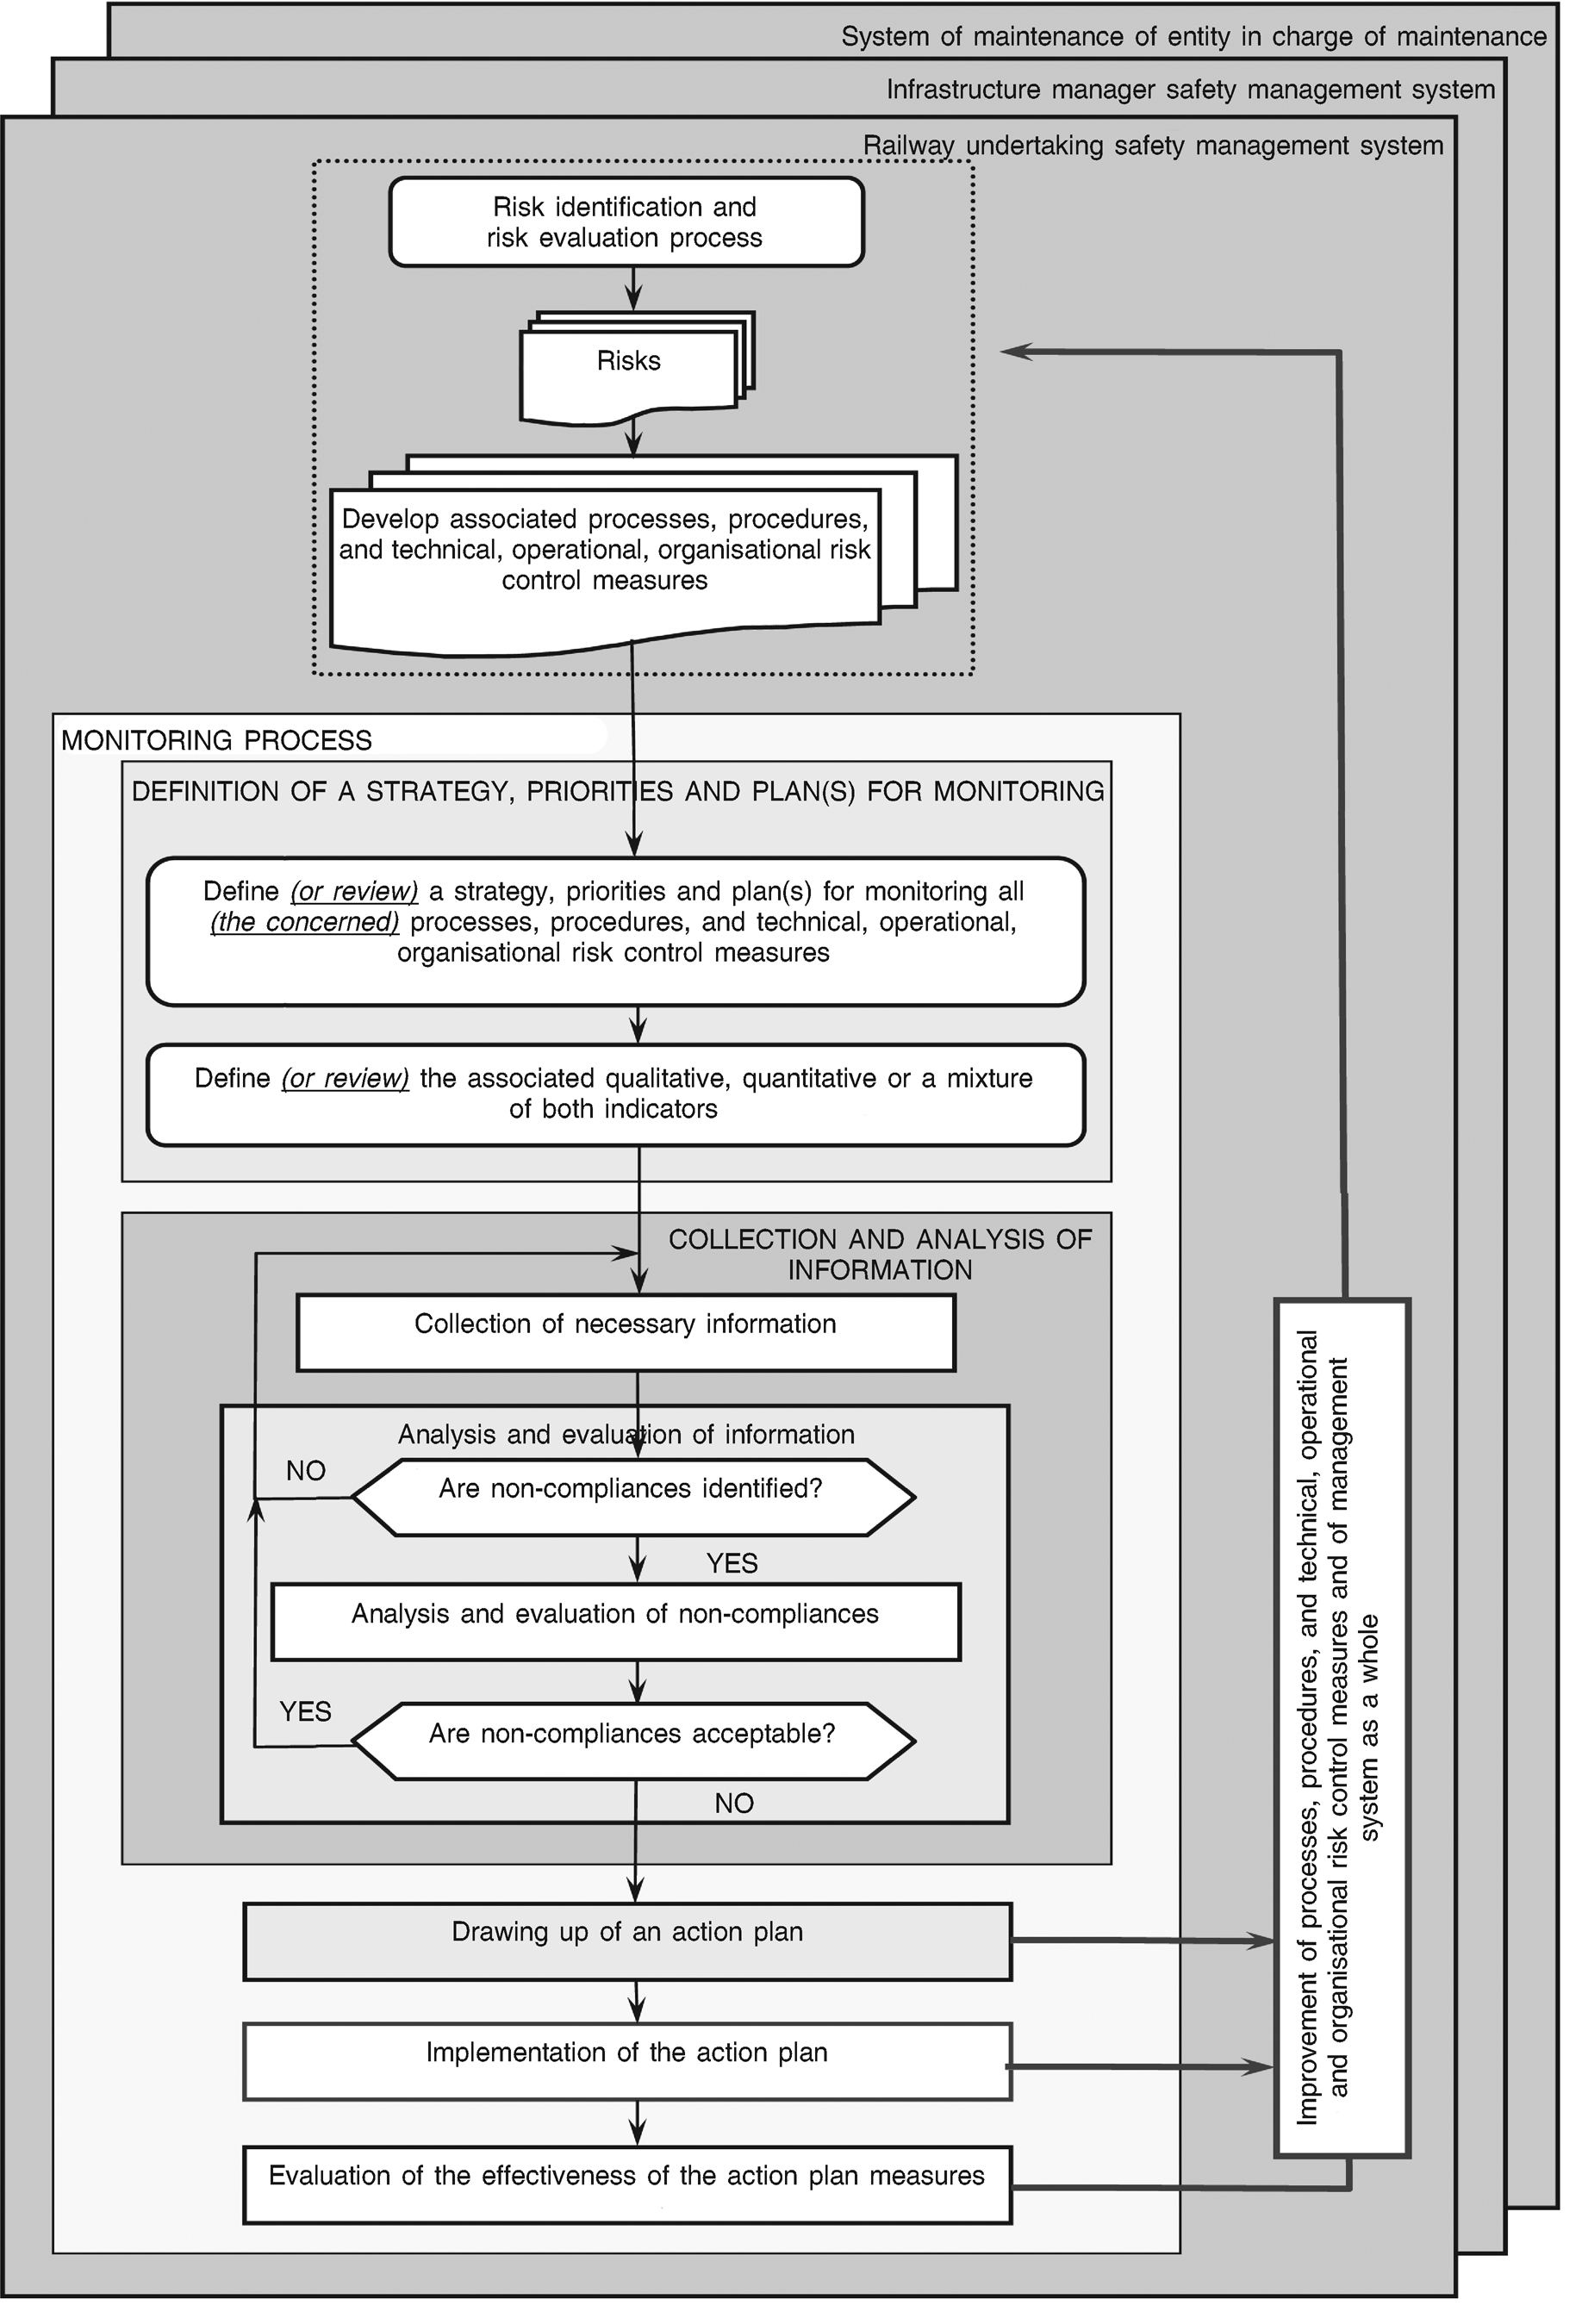 System of maintenance of entity in charge of maintenance
Infrastructure manager safety management system
Railway undertaking safety management system
Risk identification and
risk evaluation process
Risks
Develop associated processes, procedures,
and technical, operational, organisational risk
control measures
MONITORING PROCESS
DEFINITION OF A STRATEGY, PRIORITIES AND PLAN(S) FOR MONITORING
Define (or review) a strategy, priorities and plan(s) for monitoring all
(the concerned) processes, procedures, and technical, operational,
organisational risk control measures
Define (or review) the associated qualitative, quantitative or a mixture
of both indicators
COLLECTION AND ANALYSIS OF
INFORMATION
Collection of necessary information
Analysis and evaluation of information
NO
Are non-compliances identified?
YES
Analysis and evaluation of non-compliances
YES
Are non-compliances acceptable?
NO
Drawing up of an action plan
Implementation of the action plan
Evaluation of the effectiveness of the action plan measures
Improvement of processes, procedures, and technical, operational
and organisational risk control measures and of management
system as a whole